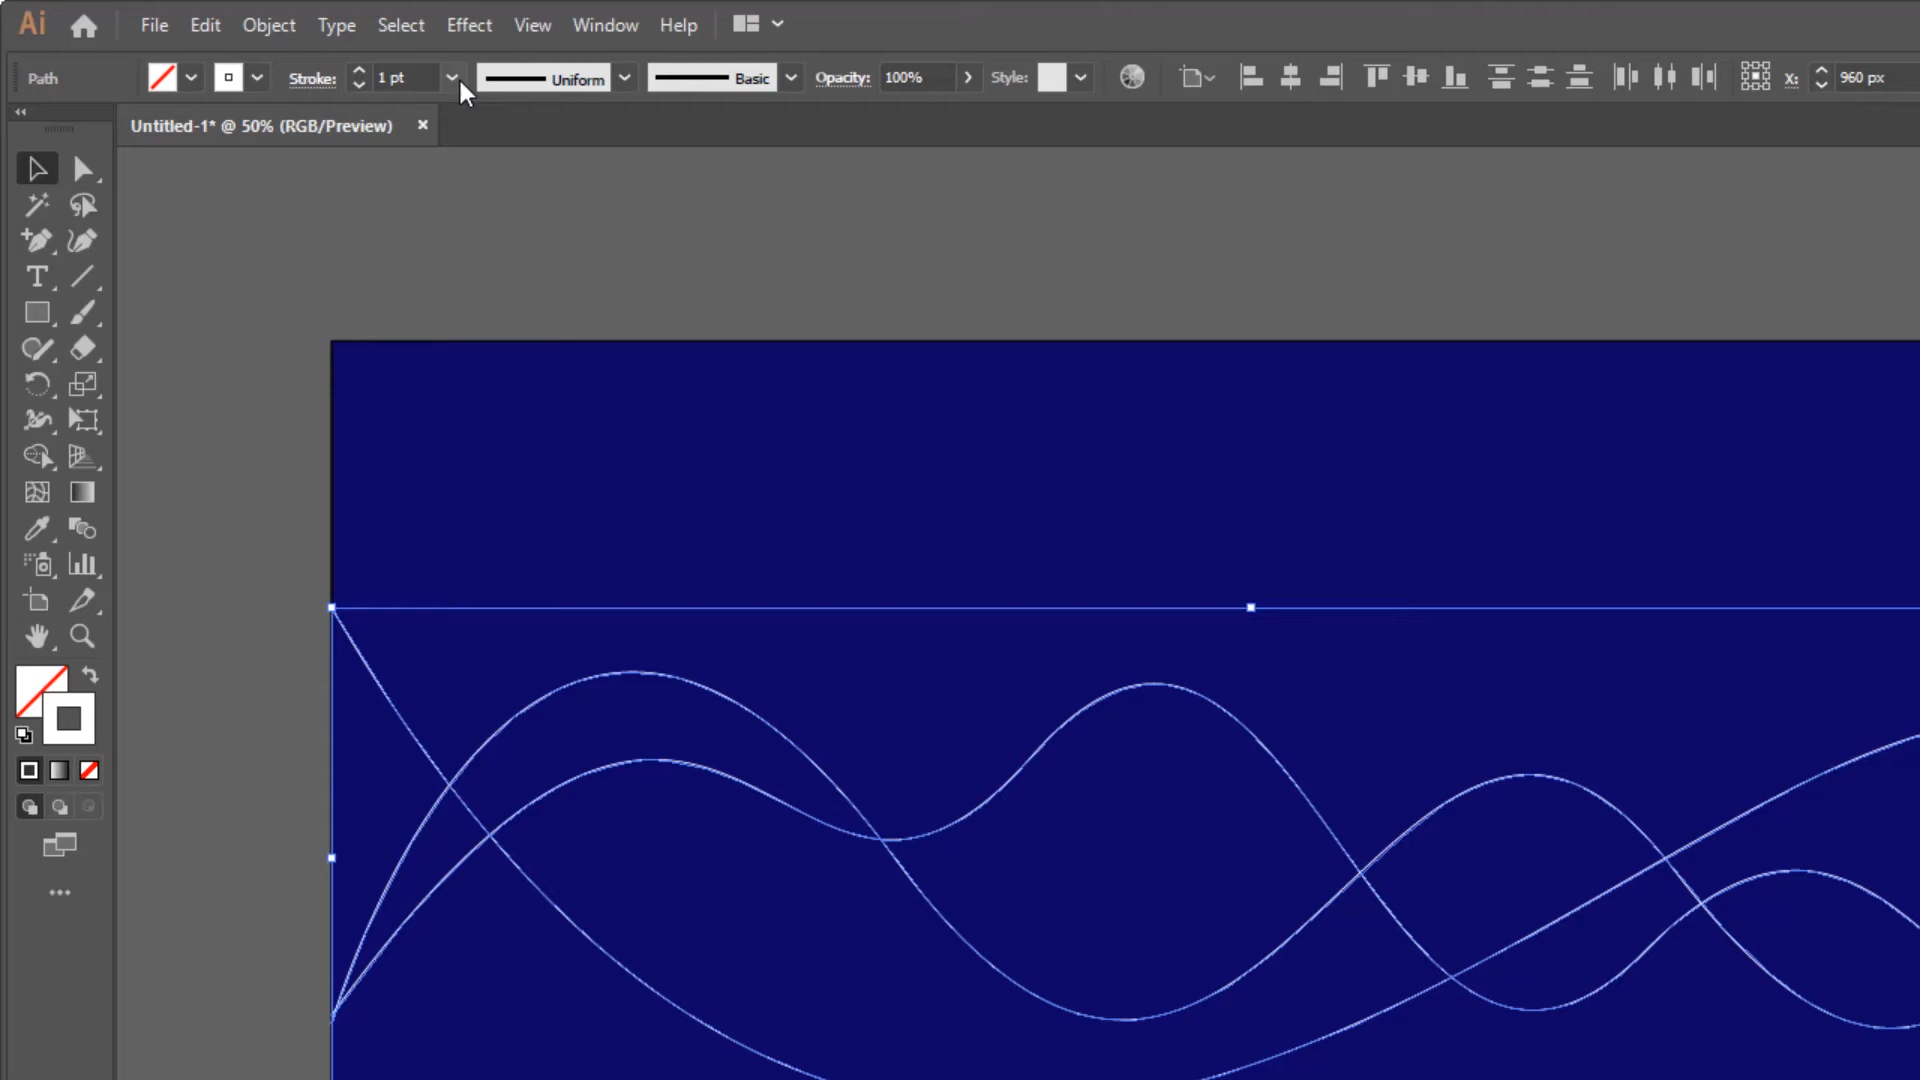 Ai File Edit Object Type Select Effect View Window Help
Path Stroke: 1 pt Uniform Basic Opacity: 100% Style: X: 960 px
Untitled-1* @ 50% (RGB/Preview) ×